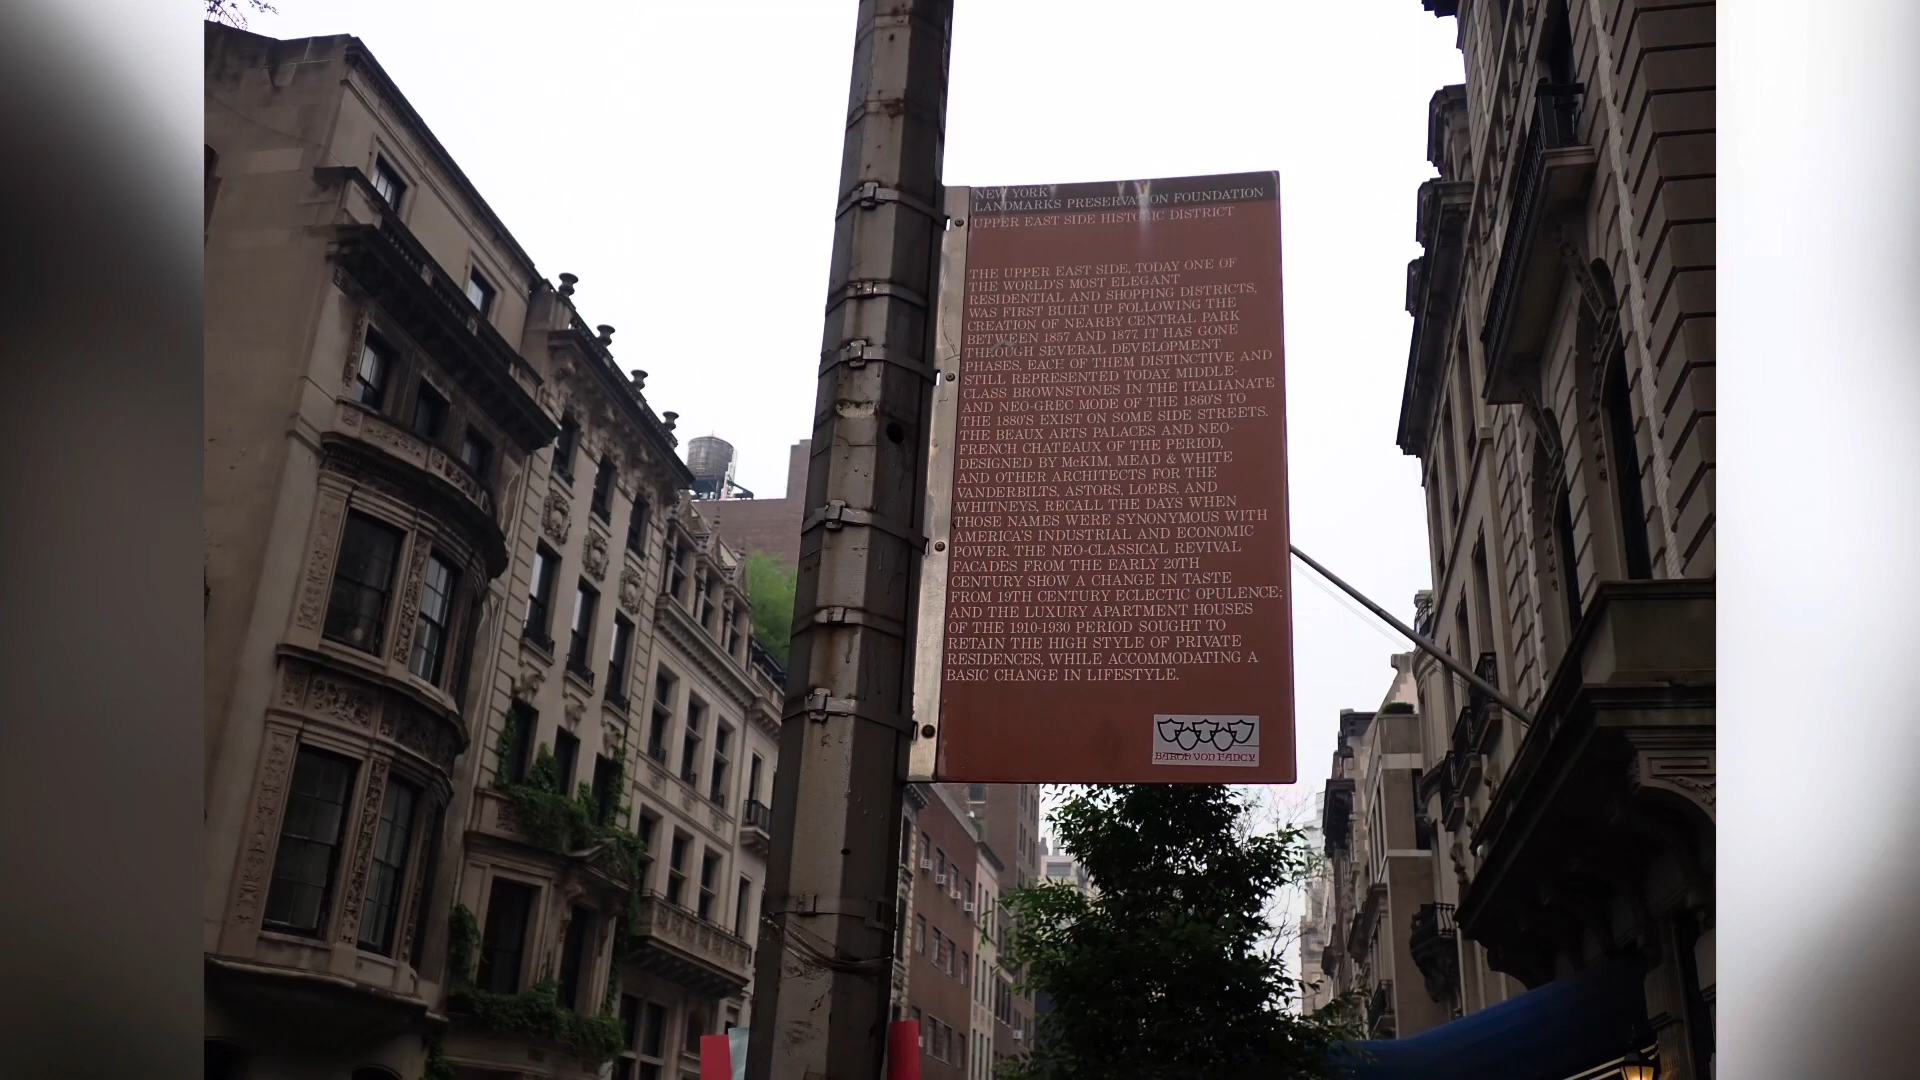 NEW YORK
LANDMARKS PRESERVATION FOUNDATION
UPPER EAST SIDE HISTORIC DISTRICT
THE UPPER EAST SIDE, TODAY ONE OF
THE WORLD'S MOST ELEGANT
RESIDENTIAL AND SHOPPING DISTRICTS,
WAS FIRST BUILT UP FOLLOWING THE
CREATION OF NEARBY CENTRAL PARK
BETWEEN 1857 AND 1877. IT HAS GONE
THROUGH SEVERAL DEVELOPMENT
PHASES, EACH OF THEM DISTINCTIVE AND
STILL REPRESENTED TODAY. MIDDLE-
CLASS BROWNSTONES IN THE ITALIANATE
AND NEO-GREC MODE OF THE 1860'S TO
THE 1880'S EXIST ON SOME SIDE STREETS.
THE BEAUX ARTS PALACES AND NEO-
FRENCH CHATEAUX OF THE PERIOD,
DESIGNED BY McKIM, MEAD & WHITE
AND OTHER ARCHITECTS FOR THE
VANDERBILTS, ASTORS, LOEBS, AND
WHITNEYS, RECALL THE DAYS WHEN
THOSE NAMES WERE SYNONYMOUS WITH
AMERICA'S INDUSTRIAL AND ECONOMIC
POWER. THE NEO-CLASSICAL REVIVAL
FACADES FROM THE EARLY 20TH
CENTURY SHOW A CHANGE IN TASTE
FROM 19TH CENTURY ECLECTIC OPULENCE;
AND THE LUXURY APARTMENT HOUSES
OF THE 1910-1930 PERIOD SOUGHT TO
RETAIN THE HIGH STYLE OF PRIVATE
RESIDENCES, WHILE ACCOMMODATING A
BASIC CHANGE IN LIFESTYLE.
BARON VON FANCY